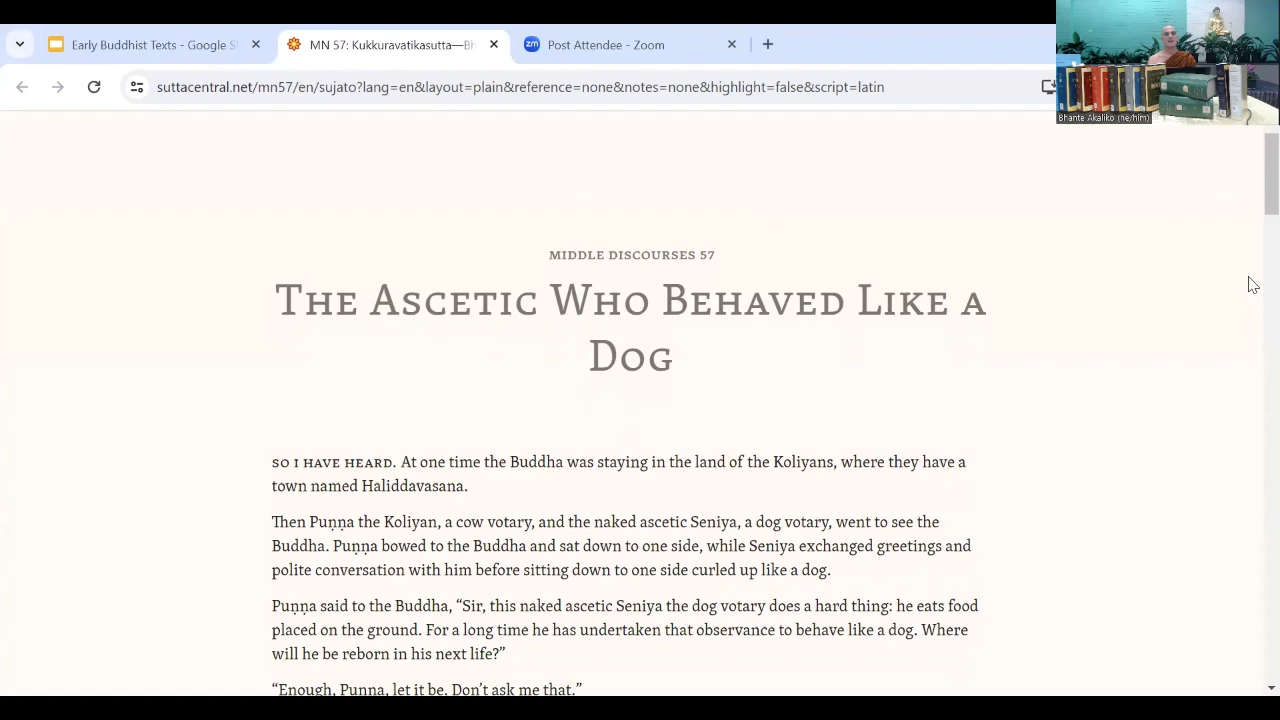 Early Buddhist Texts - Google Sl
MN 57: Kukkuravatikasutta—Bh
zm Post Attendee - Zoom
suttacentral.net/mn57/en/sujato?lang=en&layout=plain&reference=none&notes=none&highlight=false&script=latin
Bhante Akaliko (he/him)
MIDDLE DISCOURSES 57
The Ascetic Who Behaved Like a
Dog
SO I HAVE HEARD. At one time the Buddha was staying in the land of the Koliyans, where they have a
town named Haliddavasana.
Then Puṇṇa the Koliyan, a cow votary, and the naked ascetic Seniya, a dog votary, went to see the
Buddha. Puṇṇa bowed to the Buddha and sat down to one side, while Seniya exchanged greetings and
polite conversation with him before sitting down to one side curled up like a dog.
Puṇṇa said to the Buddha, “Sir, this naked ascetic Seniya the dog votary does a hard thing: he eats food
placed on the ground. For a long time he has undertaken that observance to behave like a dog. Where
will he be reborn in his next life?”
“Enough, Puṇṇa, let it be. Don’t ask me that.”